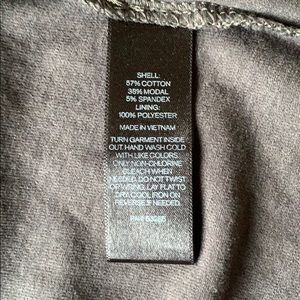 SHELL:
57% COTTON
38% MODAL
5% SPANDEX
LINING:
100% POLYESTER
MADE IN VIETNAM
TURN GARMENT INSIDE
OUT. HAND WASH COLD
WITH LIKE COLORS.
ONLY NON-CHLORINE
BLEACH WHEN
NEEDED. DO NOT TWIST
OR WRING. LAY FLAT TO
DRY. COOL IRON ON
REVERSE IF NEEDED.